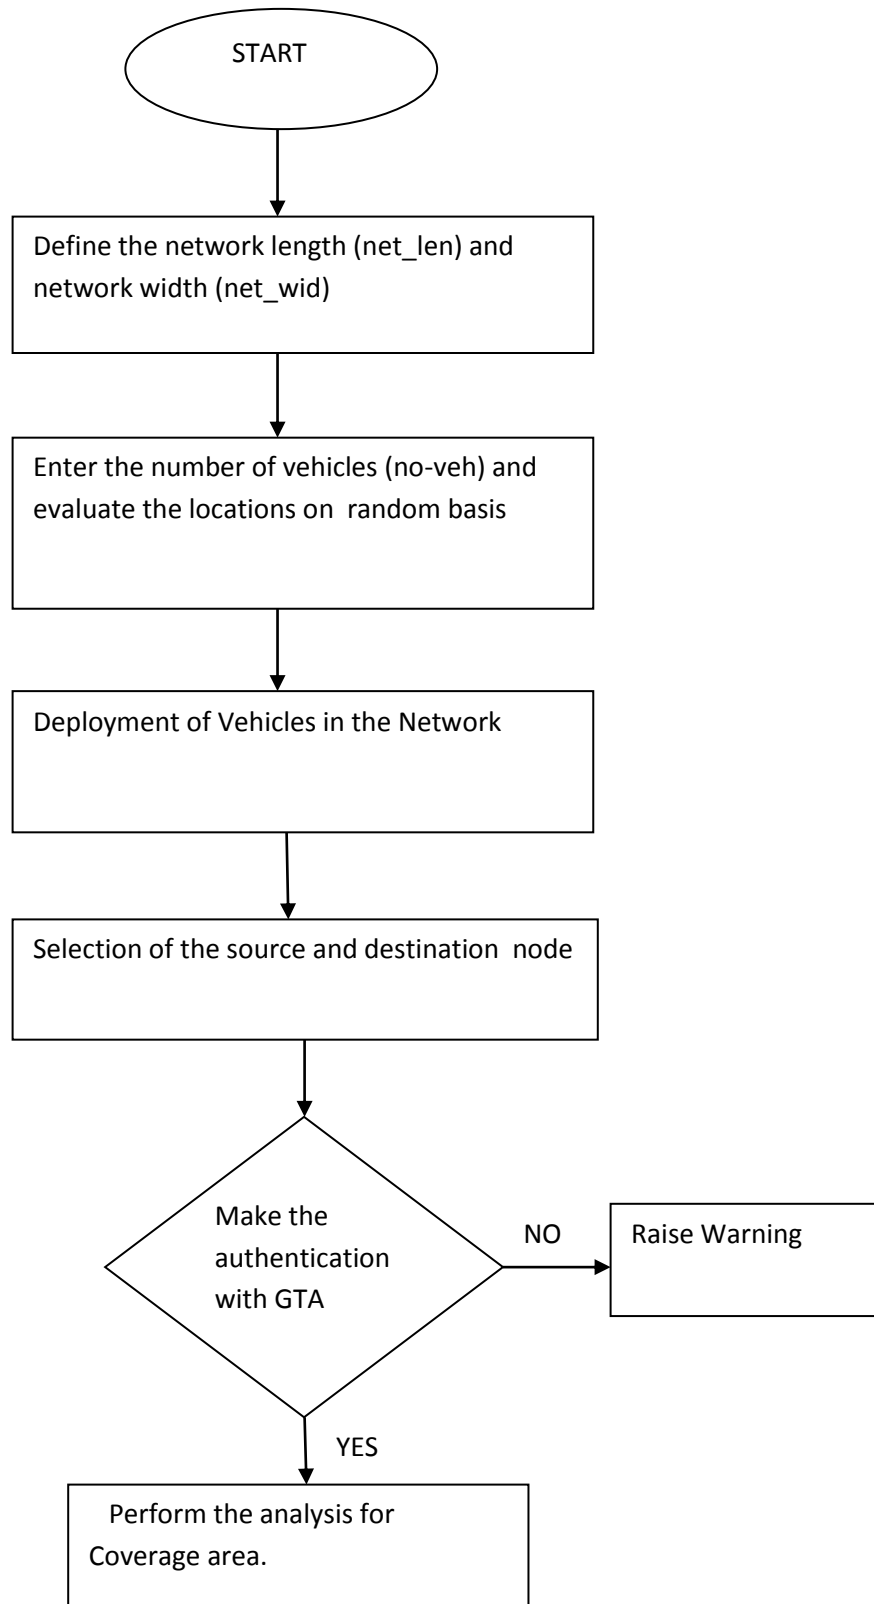 START
Define the network length (net_len) and
network width (net_wid)
Enter the number of vehicles (no-veh) and
evaluate the locations on  random basis
Deployment of Vehicles in the Network
Selection of the source and destination  node
Make the
authentication
with GTA
NO
Raise Warning
YES
Perform the analysis for
Coverage area.